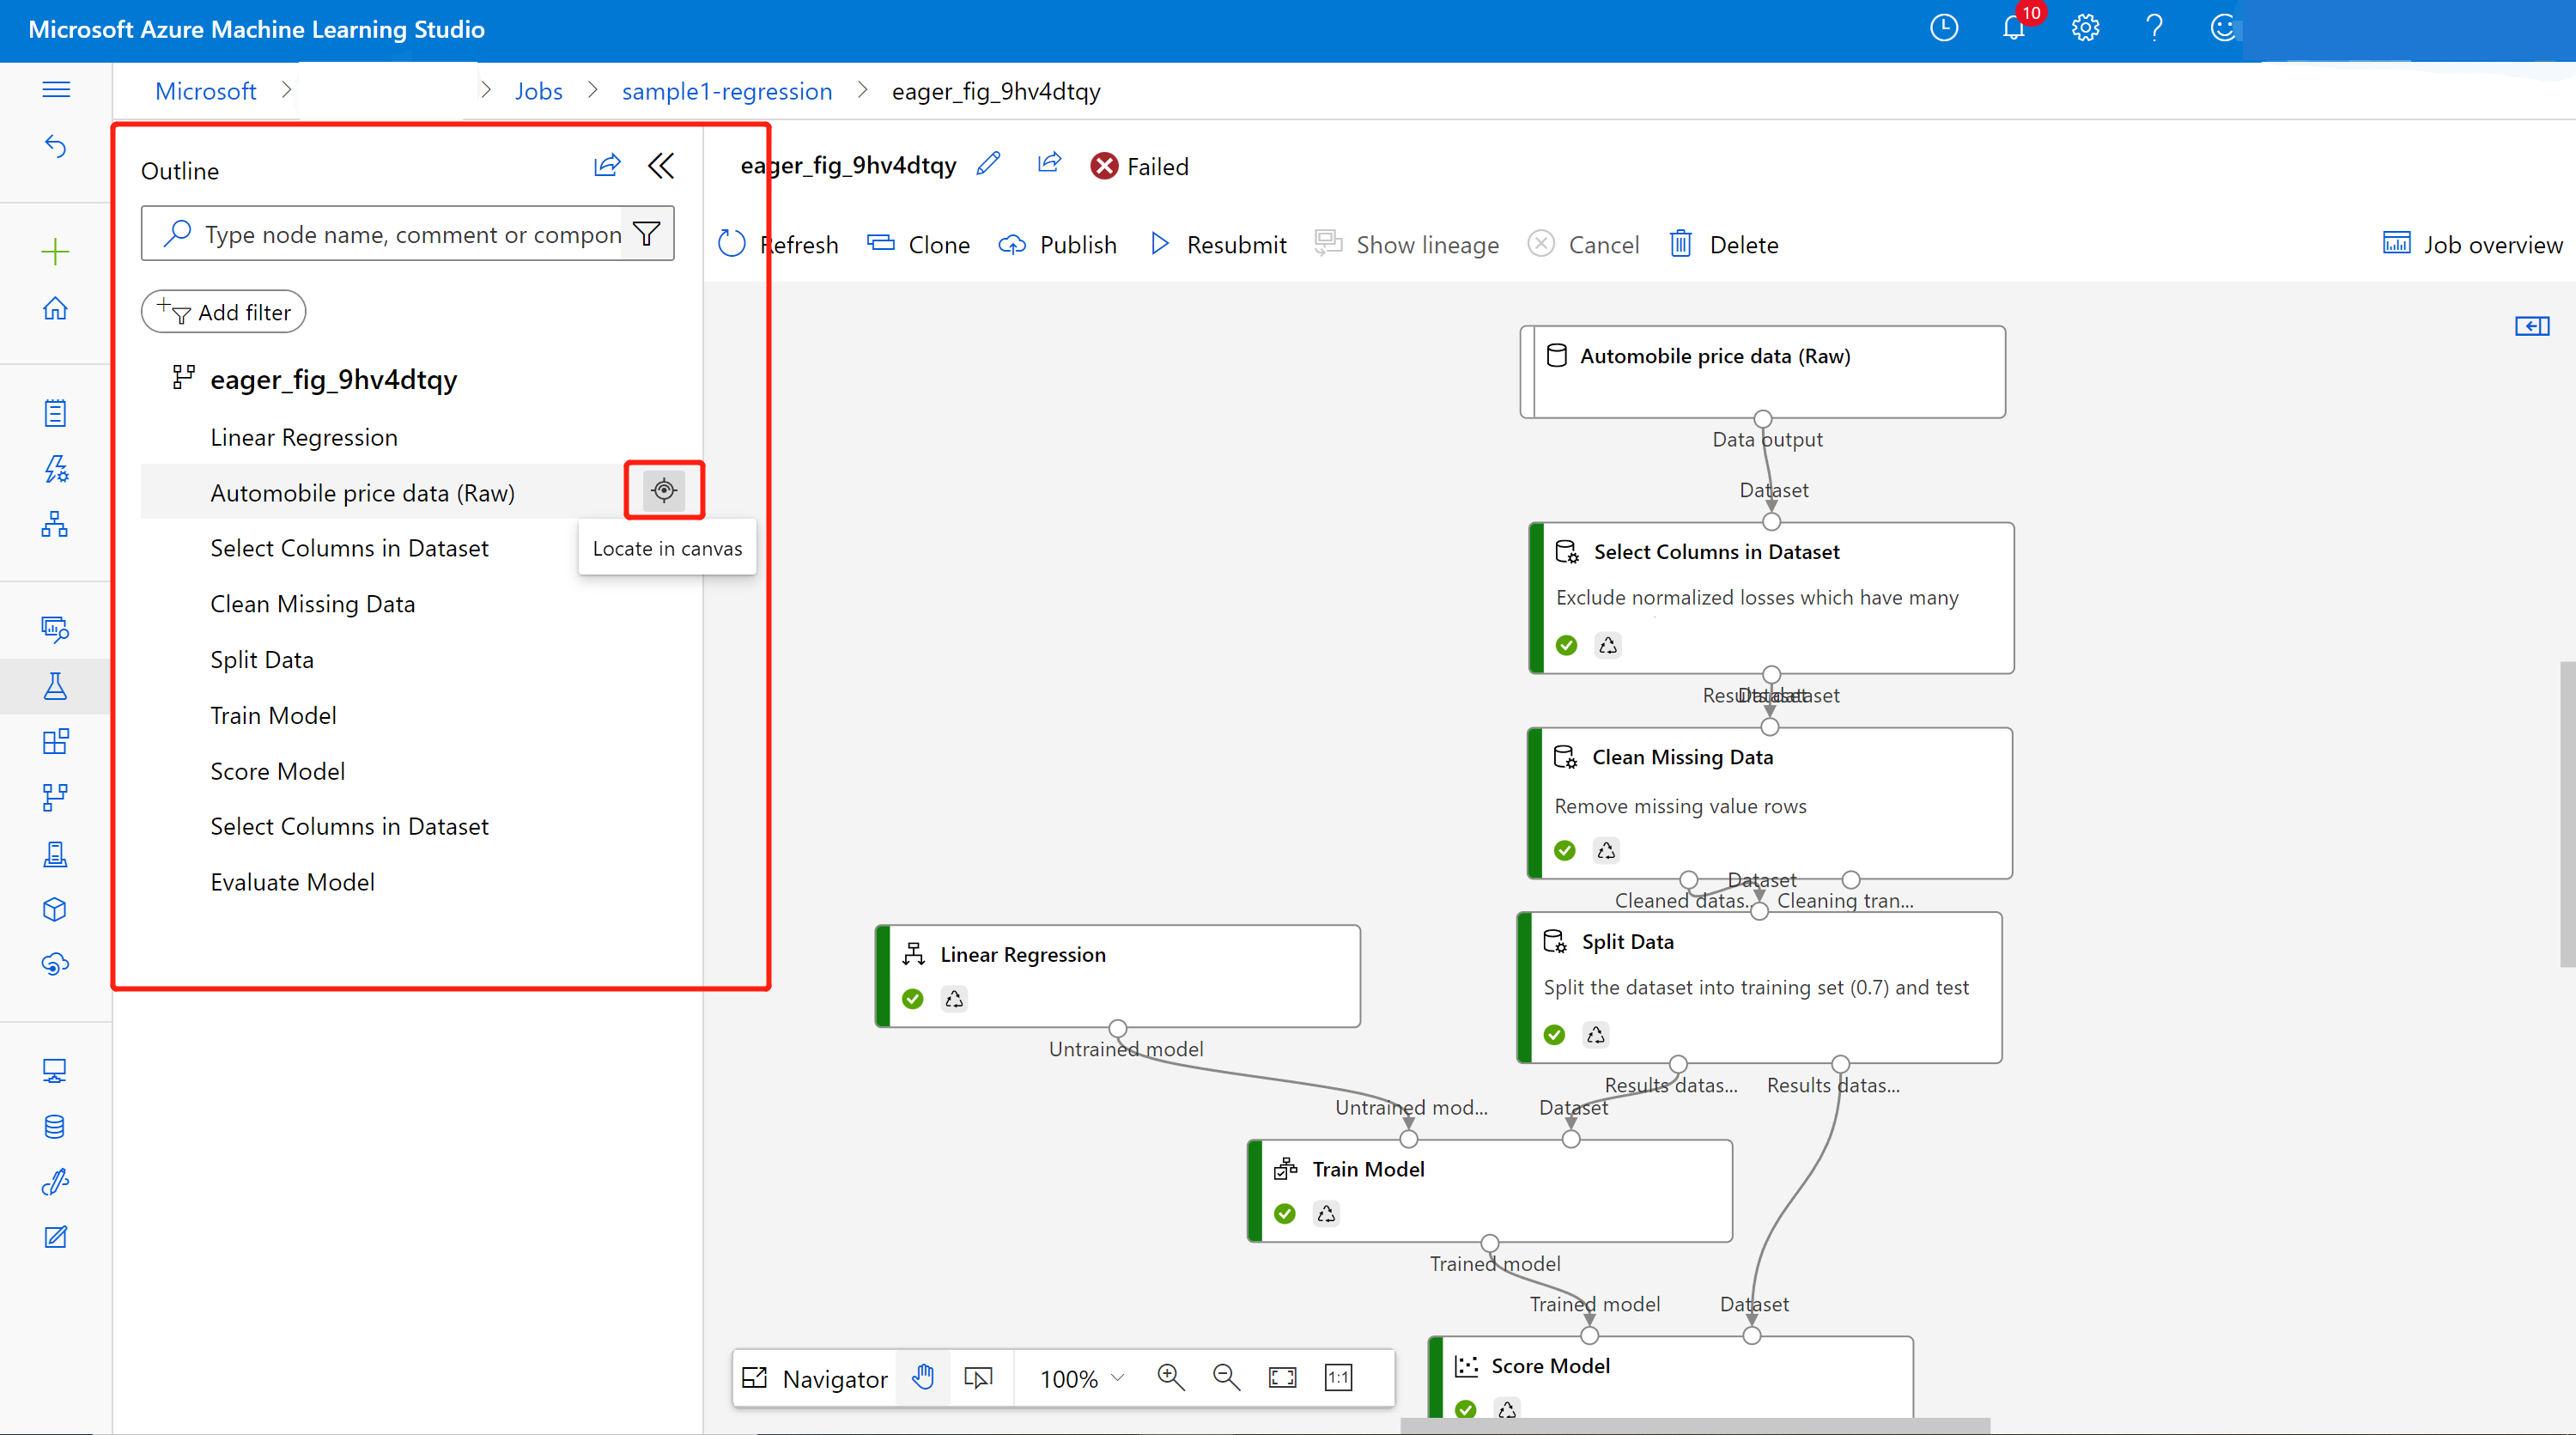 Microsoft Azure Machine Learning Studio
10
Microsoft > > Jobs > sample1-regression > eager_fig_9hv4dtqy
Outline
Type node name, comment or compon
Add filter
eager_fig_9hv4dtqy
Linear Regression
Automobile price data (Raw)
Locate in canvas
Select Columns in Dataset
Clean Missing Data
Split Data
Train Model
Score Model
Select Columns in Dataset
Evaluate Model
eager_fig_9hv4dtqy
Failed
Refresh
Clone
Publish
Resubmit
Show lineage
Cancel
Delete
Job overview
Automobile price data (Raw)
Data output
Dataset
Select Columns in Dataset
Exclude normalized losses which have many
Results dataset
Dataset
Clean Missing Data
Remove missing value rows
Dataset
Cleaned datas...
Cleaning tran...
Split Data
Split the dataset into training set (0.7) and test
Linear Regression
Untrained model
Results datas...
Results datas...
Untrained mod...
Dataset
Train Model
Trained model
Trained model
Dataset
Score Model
Navigator
100%
1:1